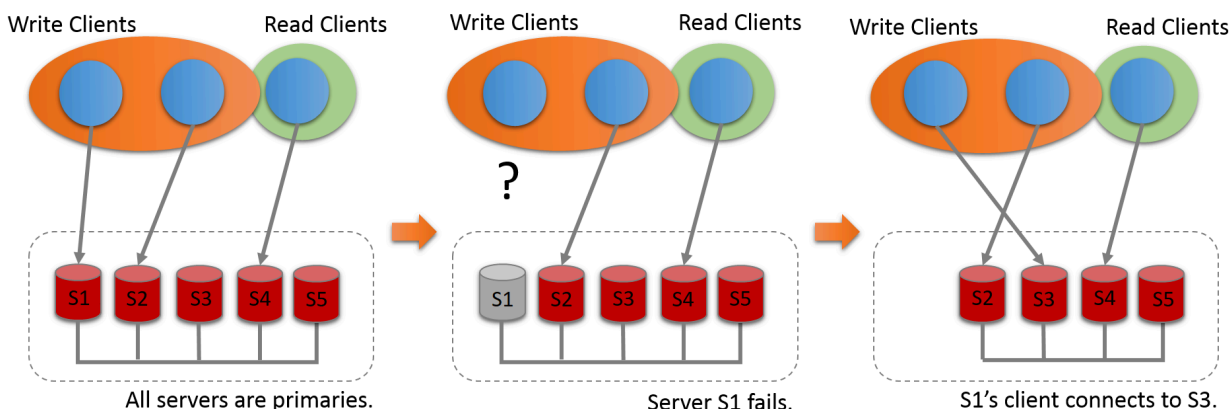 Write Clients
Read Clients
S1
S2
S3
S4
S5
All servers are primaries.
Write Clients
Read Clients
?
S1
S2
S3
S4
S5
Server S1 fails.
Write Clients
Read Clients
S2
S3
S4
S5
S1's client connects to S3.